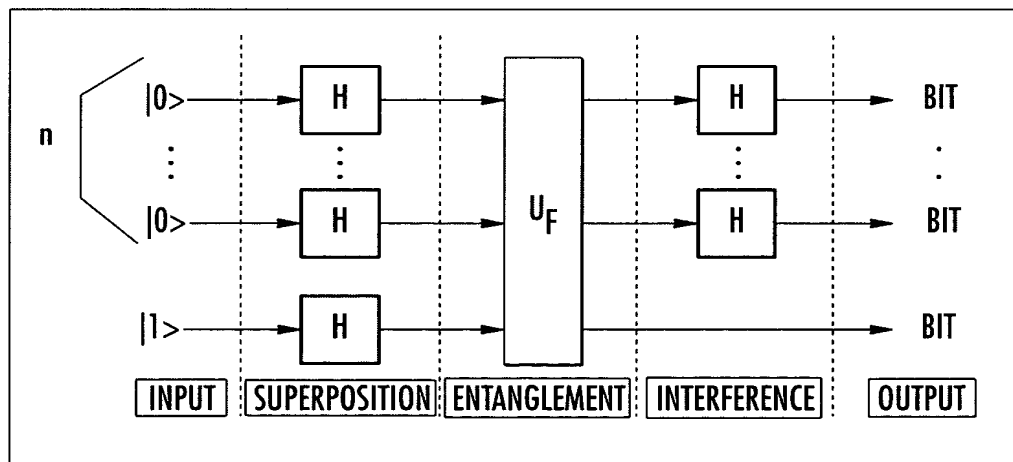 |0> H H BIT
n
|0> H U_F H BIT
|1> H BIT
INPUT SUPERPOSITION ENTANGLEMENT INTERFERENCE OUTPUT